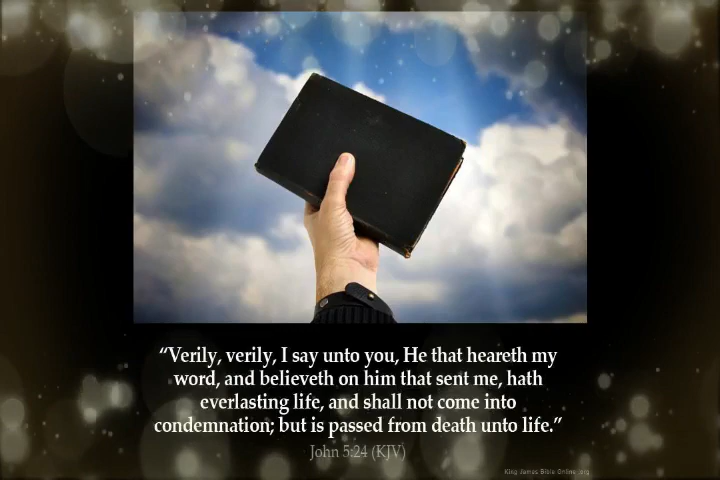 “Verily, verily, I say unto you, He that heareth my
word, and believeth on him that sent me, hath
everlasting life, and shall not come into
condemnation; but is passed from death unto life.”
John 5:24 (KJV)
King James Bible Online .org